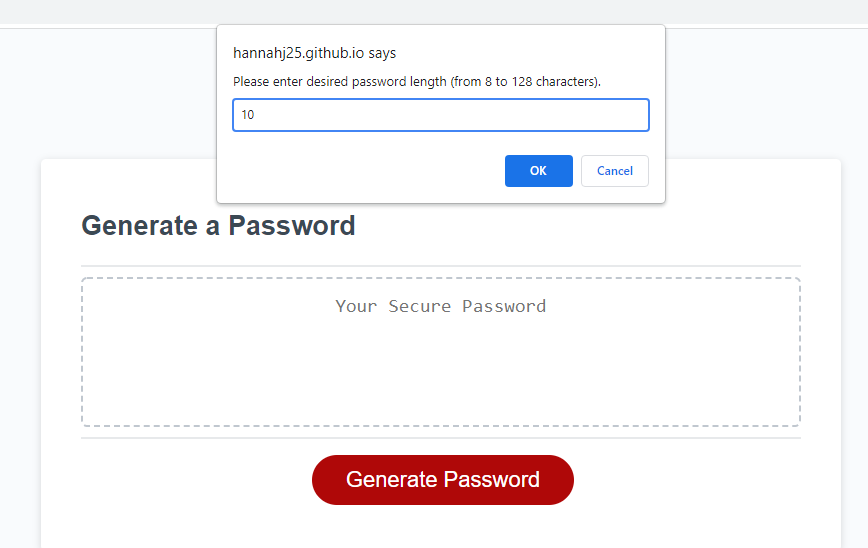 hannahj25.github.io says
Please enter desired password length (from 8 to 128 characters).
10
OK
Cancel
Generate a Password
Your Secure Password
Generate Password